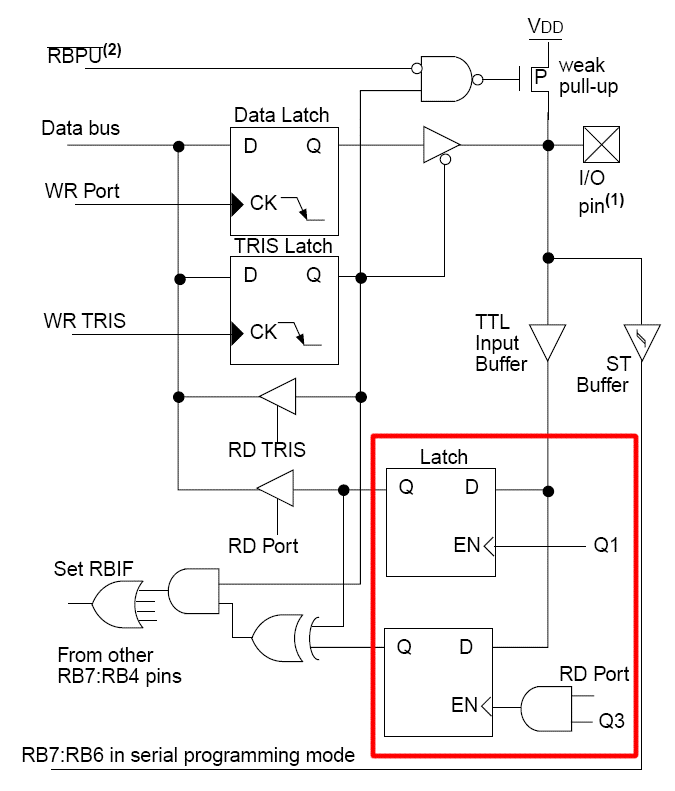 VDD
RBPU(2)
P
weak
pull-up
Data Latch
Data bus
D Q
I/O
pin(1)
WR Port
CK
TRIS Latch
D Q
WR TRIS
CK
TTL
Input
Buffer
ST
Buffer
RD TRIS
Latch
Q D
RD Port
EN
Q1
Set RBIF
From other
RB7:RB4 pins
Q D
RD Port
EN
Q3
RB7:RB6 in serial programming mode